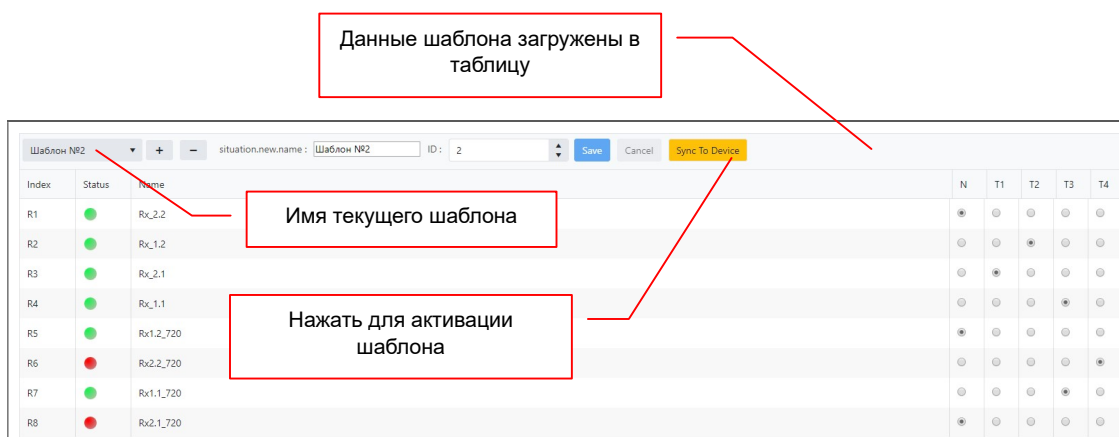 Данные шаблона загружены в
таблицу
Шаблон №2 + − situation.new.name : Шаблон №2 ID : 2 Save Cancel Sync To Device
Index Status Name N T1 T2 T3 T4
R1 Rx_2.2
Имя текущего шаблона
R2 Rx_1.2
R3 Rx_2.1
R4 Rx_1.1
Нажать для активации
шаблона
R5 Rx1.2_720
R6 Rx2.2_720
R7 Rx1.1_720
R8 Rx2.1_720